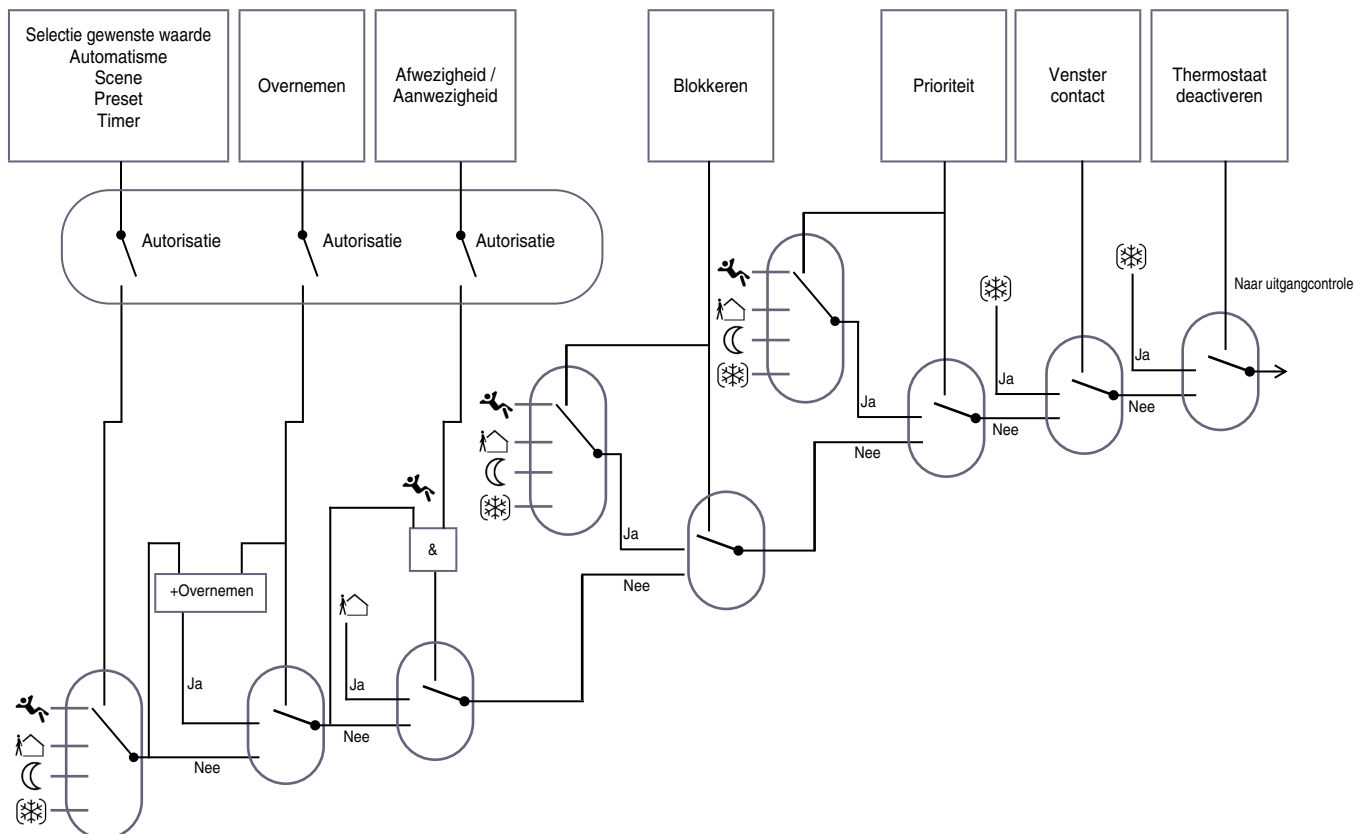 Selectie gewenste waarde
Automatisme
Scene
Preset
Timer
Overnemen
Afwezigheid /
Aanwezigheid
Blokkeren
Prioriteit
Venster
contact
Thermostaat
deactiveren
Autorisatie
Autorisatie
Autorisatie
Naar uitgangcontrole
Ja
Ja
Nee
Ja
Nee
Nee
Ja
&
Nee
+Overnemen
Ja
Ja
Nee
Nee